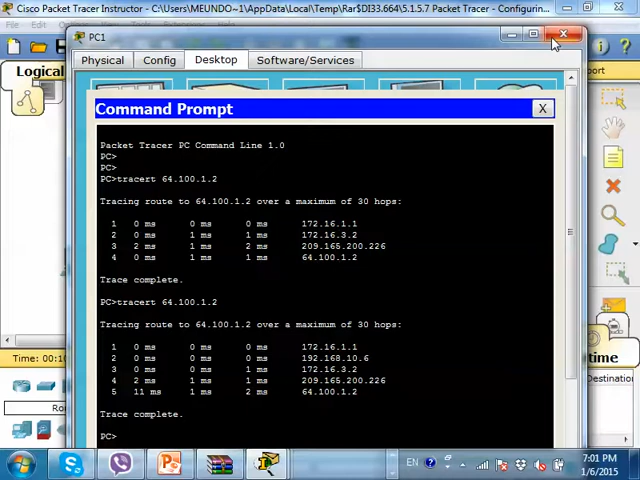 Cisco Packet Tracer Instructor - C:\Users\MEUNDO~1\AppData\Local\Temp\Rar$DI33.664\5.1.5.7 Packet Tracer - Configurin...
File Edit
PC1
Physical Config Desktop Software/Services
Logical
Command Prompt X
Packet Tracer PC Command Line 1.0
PC>
PC>
PC>tracert 64.100.1.2
Tracing route to 64.100.1.2 over a maximum of 30 hops:
1 0 ms 0 ms 0 ms 172.16.1.1
2 0 ms 1 ms 1 ms 172.16.3.2
3 2 ms 1 ms 2 ms 209.165.200.226
4 0 ms 0 ms 1 ms 64.100.1.2
Trace complete.
PC>tracert 64.100.1.2
Tracing route to 64.100.1.2 over a maximum of 30 hops:
1 0 ms 0 ms 0 ms 172.16.1.1
2 0 ms 0 ms 0 ms 192.168.10.6
3 0 ms 0 ms 1 ms 172.16.3.2
4 2 ms 1 ms 1 ms 209.165.200.226
5 11 ms 1 ms 2 ms 64.100.1.2
Trace complete.
PC>
Time: 00:1
Destination
EN
7:01 PM
1/6/2015